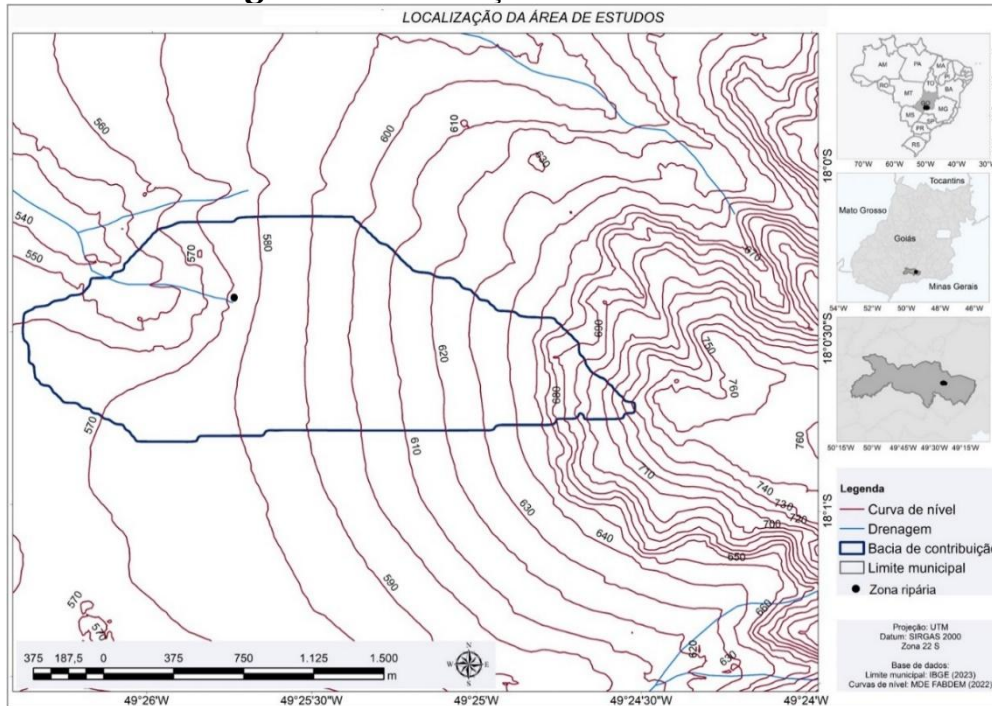 LOCALIZAÇÃO DA ÁREA DE ESTUDOS
560
600
610
630
540
550
570
580
670
690
750
620
680
760
570
610
760
710
740
730
720
700
630
640
650
590
660
570
570
620
630
375 187,5 0 375 750 1.125 1.500
m
N
W E
S
49°26'W 49°25'30"W 49°25'W 49°24'30"W 49°24'W
18°0'S
18°0'30"S
18°1'S
AM
PA
MA
PI
TO
RO
MT
BA
MG
MS
SP
PR
RS
70°W 60°W 50°W 40°W 30°W
Tocantins
Mato Grosso
Goiás
Minas Gerais
54°W 52°W 50°W 48°W 46°W
50°15'W 50°W 49°45'W 49°30'W 49°15'W
Legenda
Curva de nível
Drenagem
Bacia de contribuição
Limite municipal
Zona ripária
Projeção: UTM
Datum: SIRGAS 2000
Zona 22 S
Base de dados:
Limite municipal: IBGE (2023)
Curvas de nível: MDE FABDEM (2022)